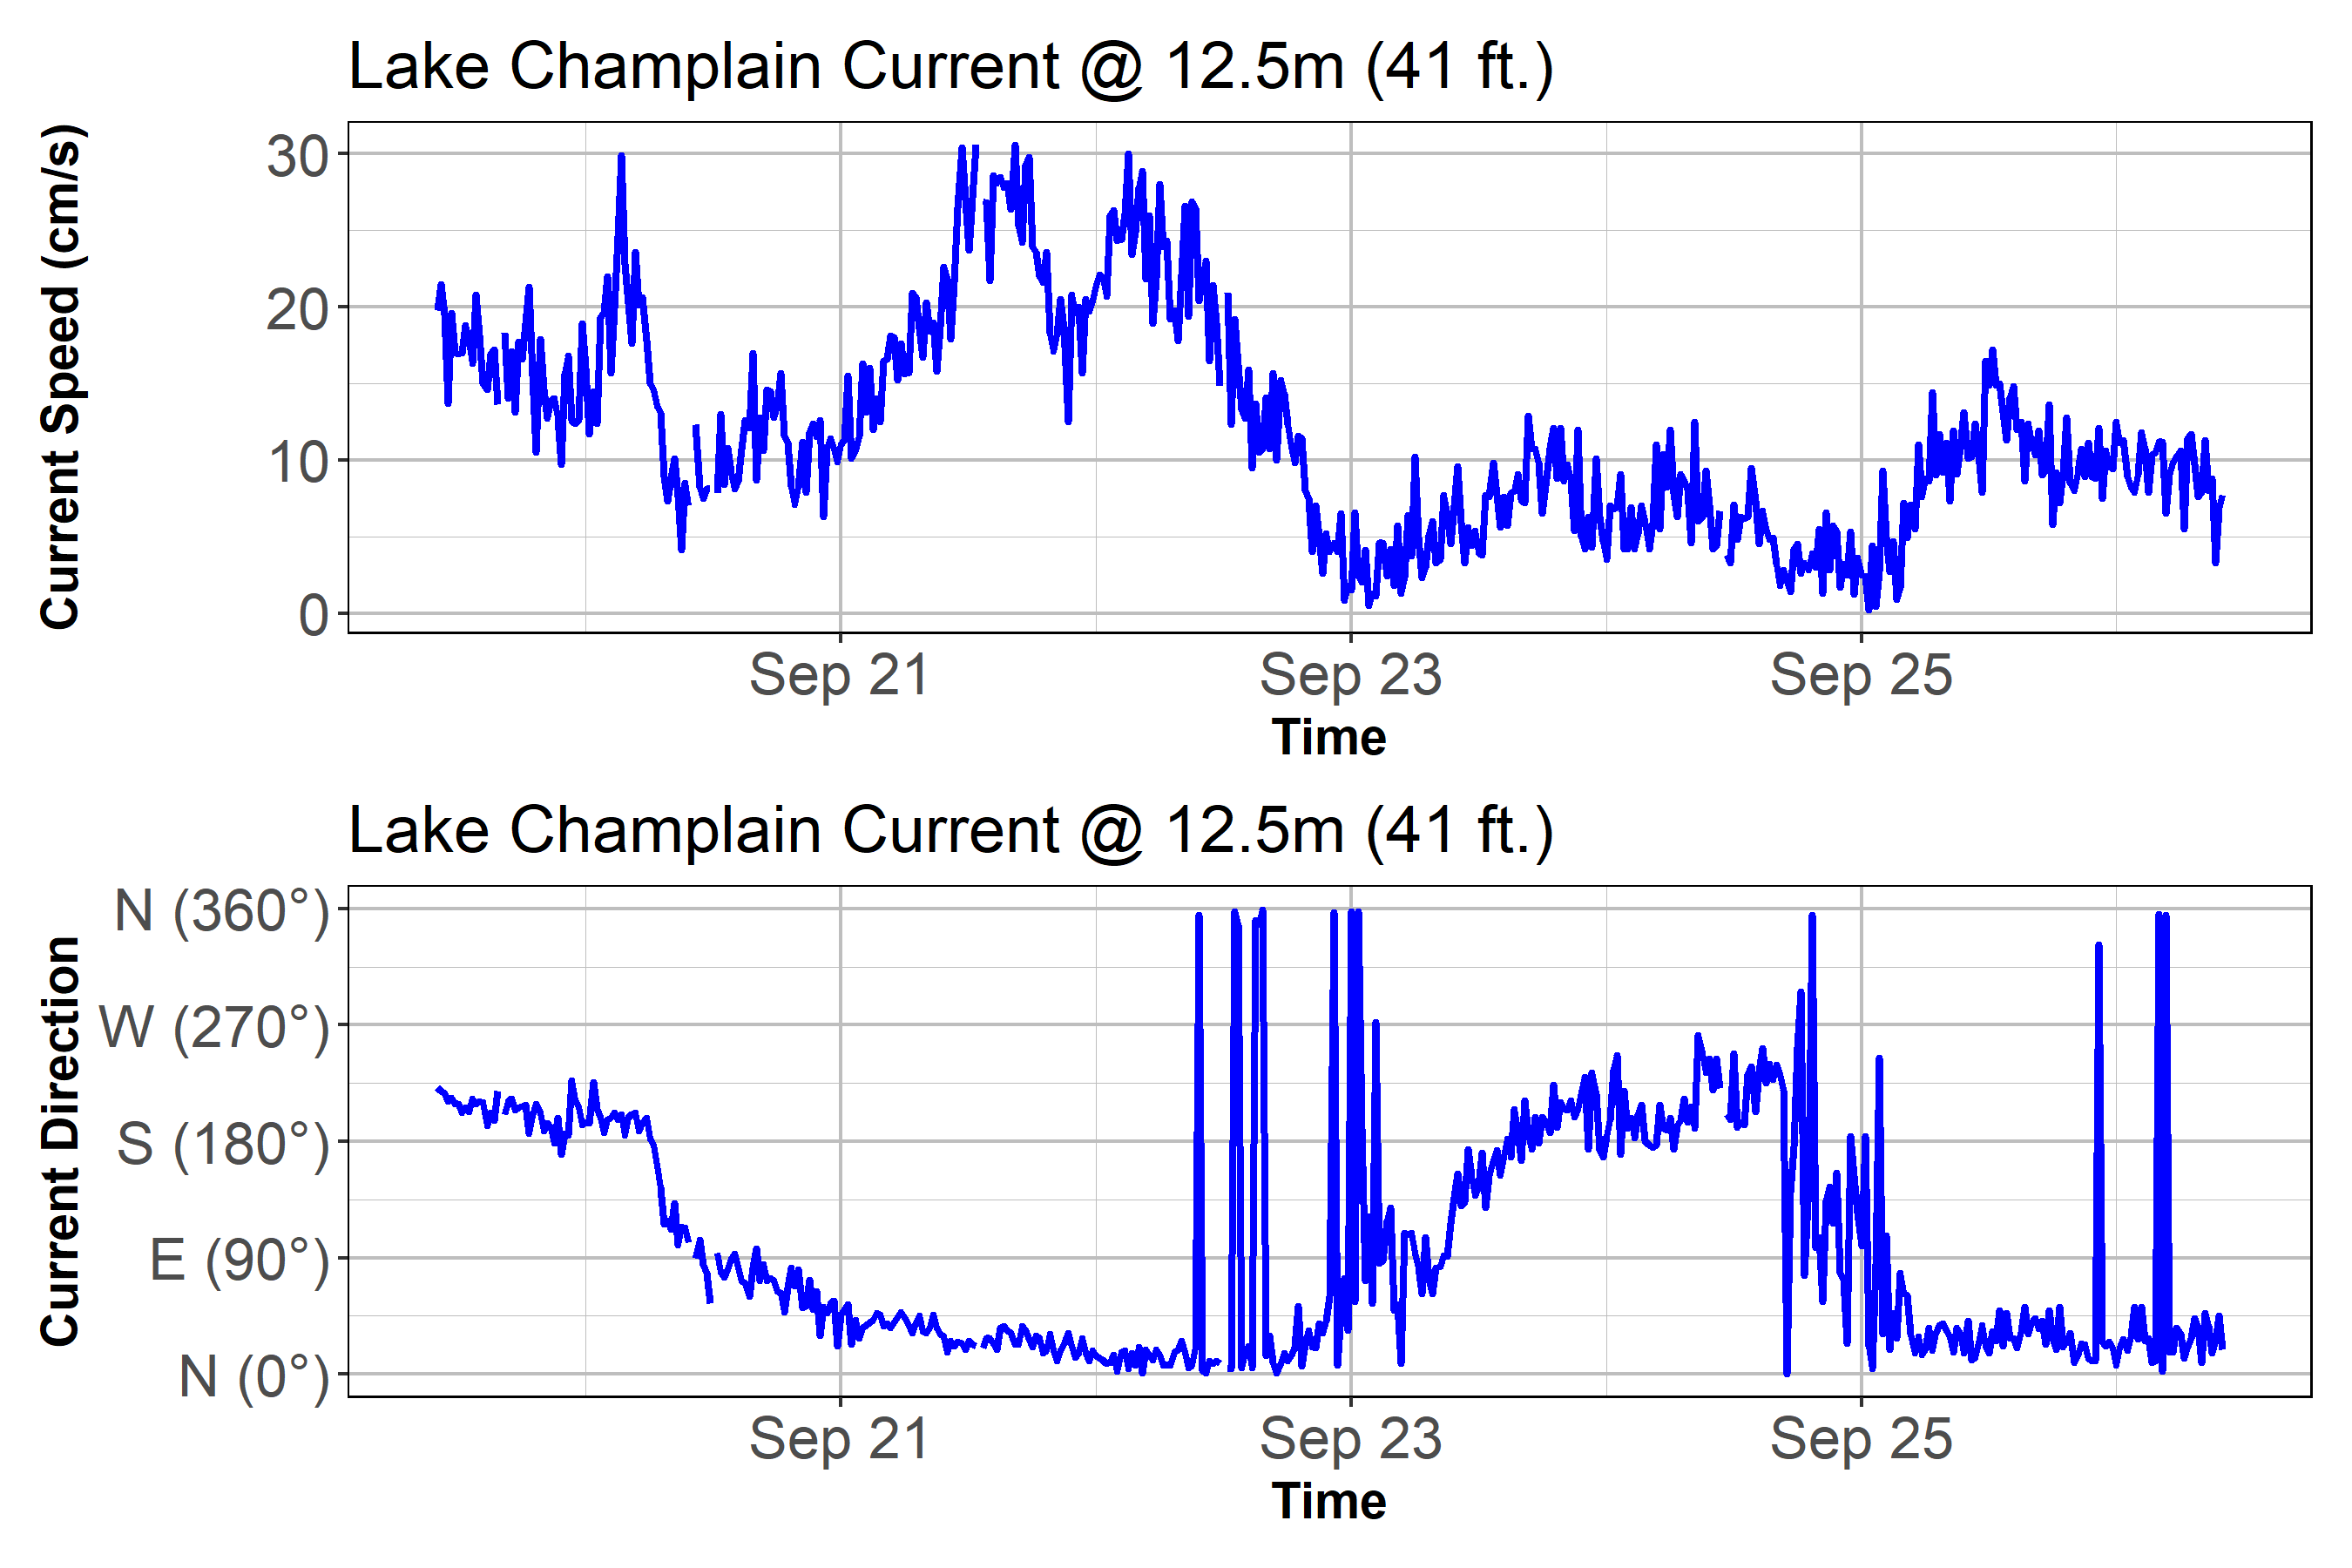 Lake Champlain Current @ 12.5m (41 ft.)
Current Speed (cm/s)
30
20
10
0
Sep 21 Sep 23 Sep 25
Time
Lake Champlain Current @ 12.5m (41 ft.)
Current Direction
N (360°)
W (270°)
S (180°)
E (90°)
N (0°)
Sep 21 Sep 23 Sep 25
Time